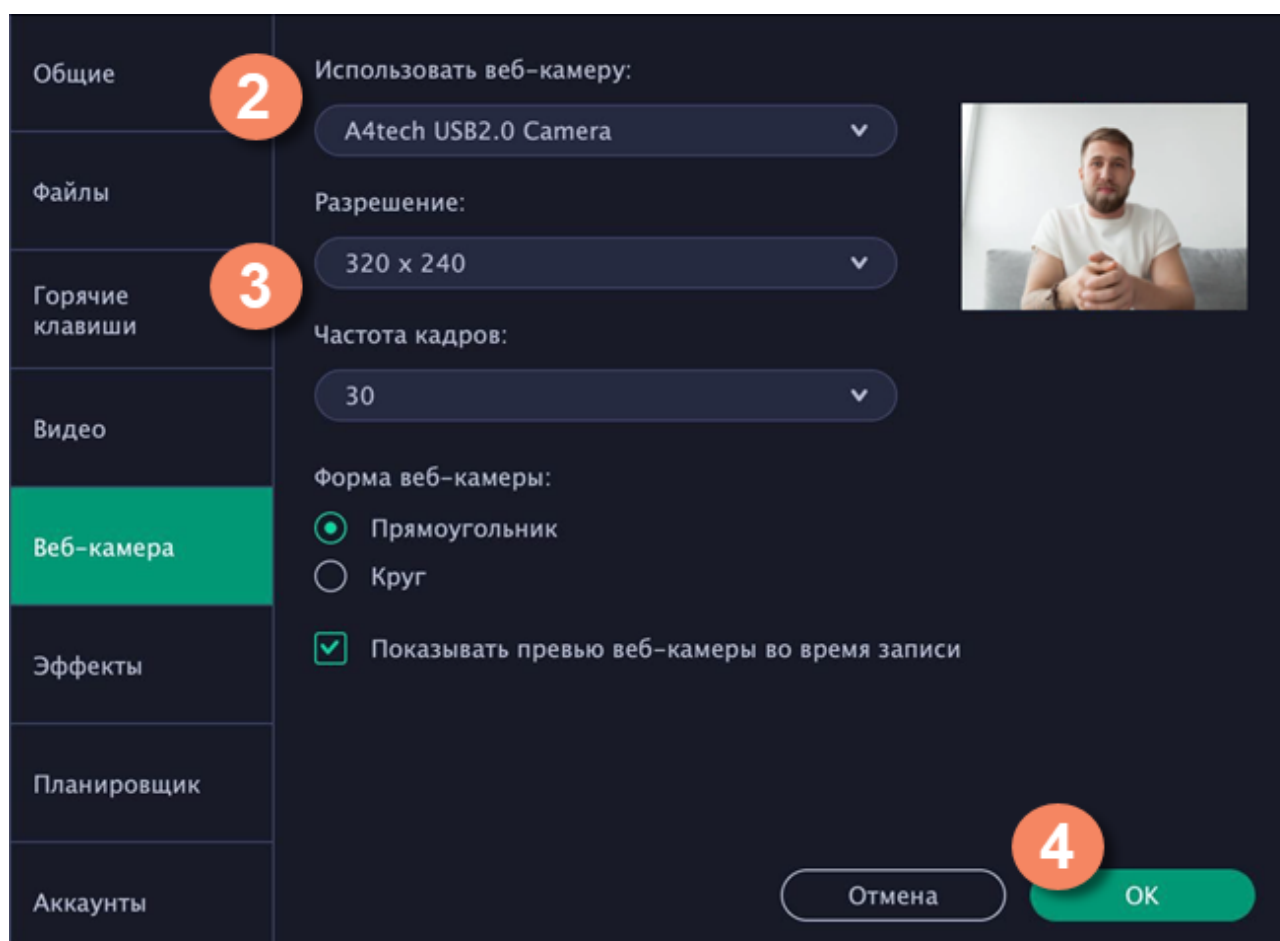 Общие
Файлы
Горячие
клавиши
Видео
Веб-камера
Эффекты
Планировщик
Аккаунты
2
Использовать веб-камеру:
A4tech USB2.0 Camera
Разрешение:
3
320 x 240
Частота кадров:
30
Форма веб-камеры:
Прямоугольник
Круг
Показывать превью веб-камеры во время записи
4
Отмена
OK